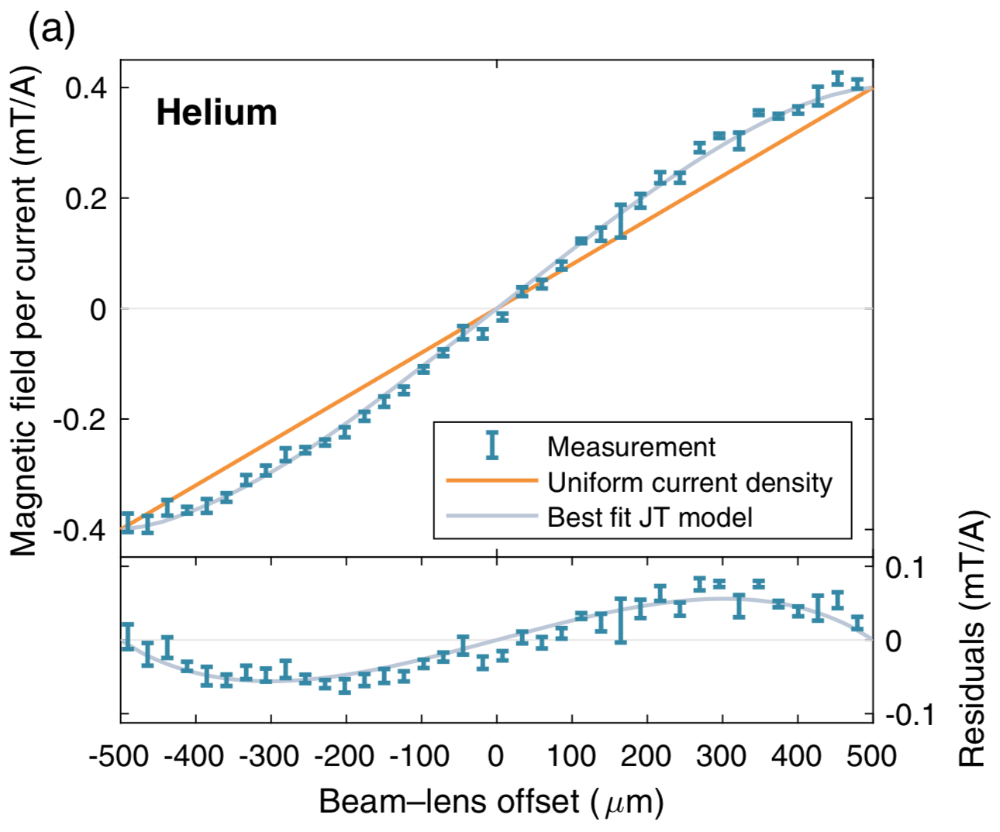 (a)
Magnetic field per current (mT/A)
0.4
0.2
0
-0.2
-0.4
Helium
Measurement
Uniform current density
Best fit JT model
Residuals (mT/A)
0.1
0
-0.1
-500 -400 -300 -200 -100 0 100 200 300 400 500
Beam–lens offset (μm)